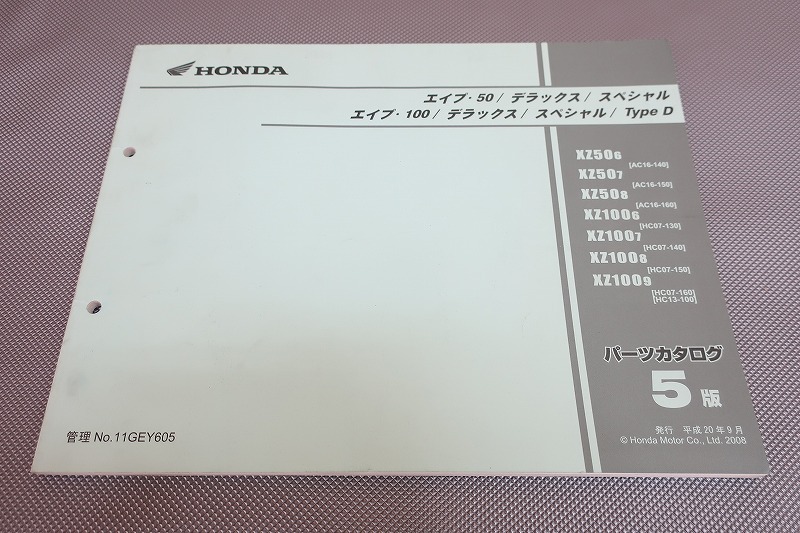 HONDA
エイプ・50/ デラックス/ スペシャル
エイプ・100/ デラックス/ スペシャル/ Type D
XZ506
[AC16-140]
XZ507
[AC16-150]
XZ508
[AC16-160]
XZ1006
[HC07-130]
XZ1007
[HC07-140]
XZ1008
[HC07-150]
XZ1009
[HC07-160]
[HC13-100]
パーツカタログ
5 版
発行 平成20年9月
© Honda Motor Co., Ltd. 2008
管理 No.11GEY605